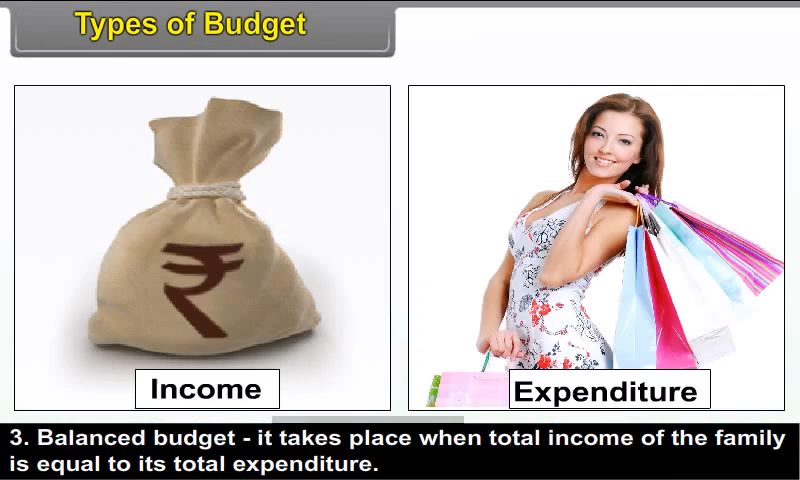 Types of Budget
₹
Income
Expenditure
3. Balanced budget - it takes place when total income of the family
is equal to its total expenditure.